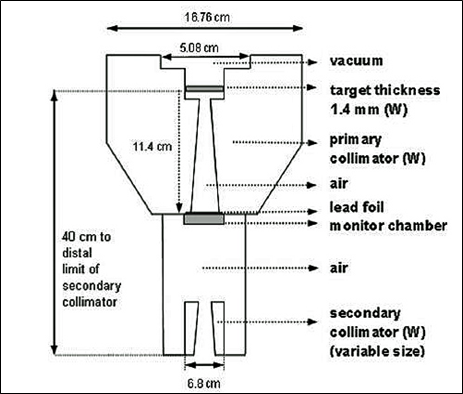 16.76 cm
5.08 cm
vacuum
target thickness
1.4 mm (W)
primary
collimator (W)
11.4 cm
air
lead foil
monitor chamber
40 cm to
distal
limit of
secondary
collimator
air
secondary
collimator (W)
(variable size)
6.8 cm